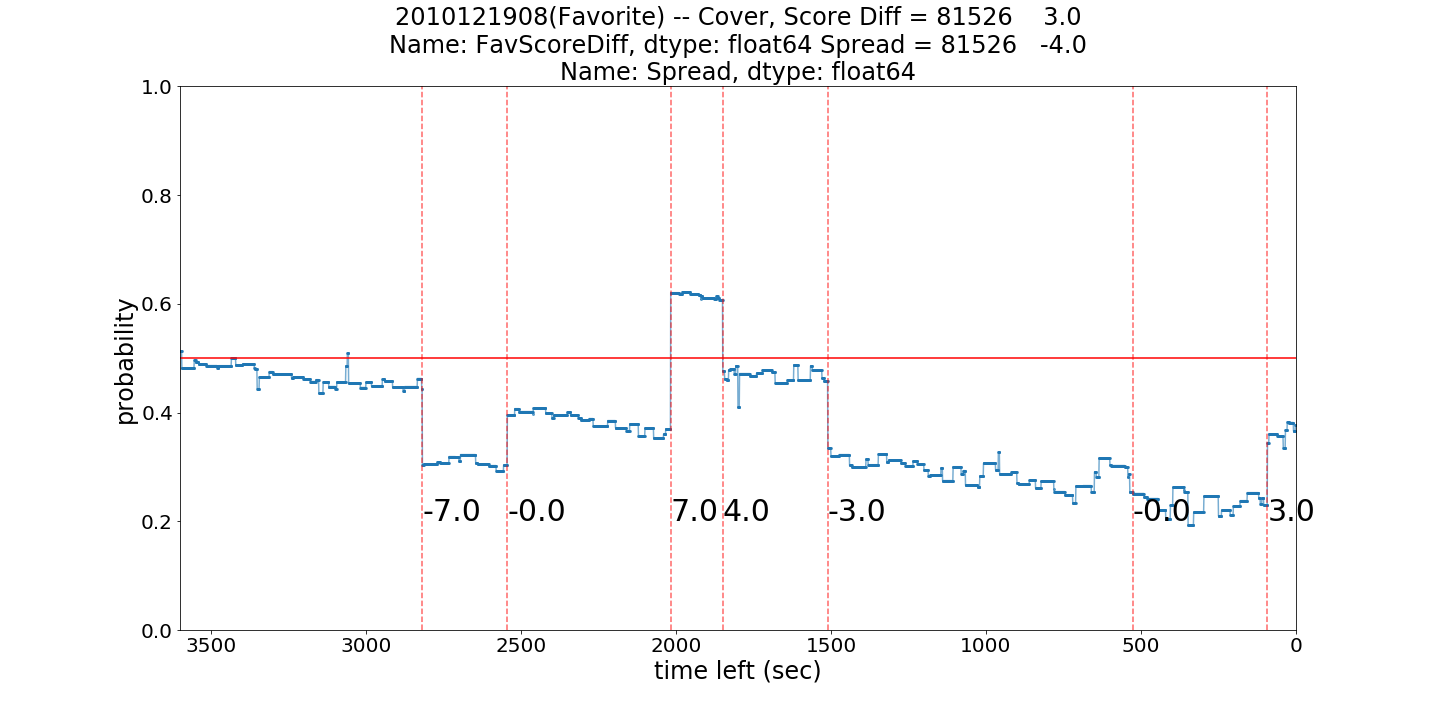 2010121908(Favorite) -- Cover, Score Diff = 81526    3.0
Name: FavScoreDiff, dtype: float64 Spread = 81526   -4.0
Name: Spread, dtype: float64
1.0
0.8
0.6
0.4
0.2
0.0
probability
-7.0 -0.0 7.0 4.0 -3.0 -0.0 3.0
3500 3000 2500 2000 1500 1000 500 0
time left (sec)